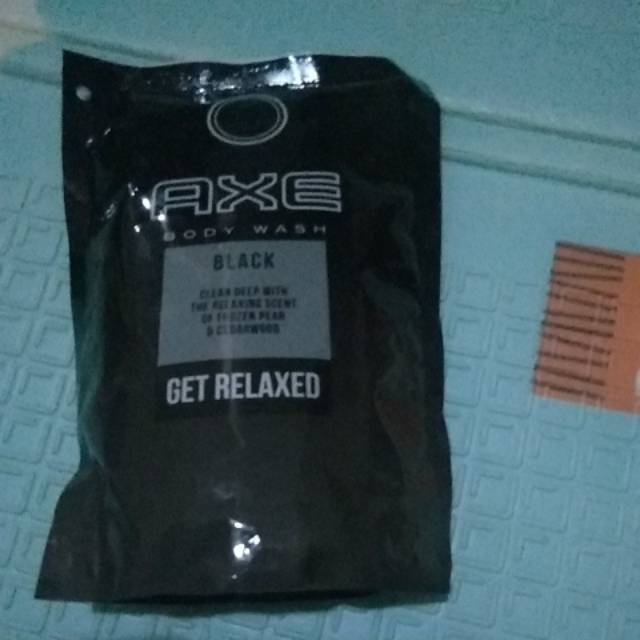 AXE
BODY WASH
BLACK
CLEAN DEEP WITH
THE RELAXING SCENT
OF FROZEN PEAR
& CEDARWOOD
GET RELAXED